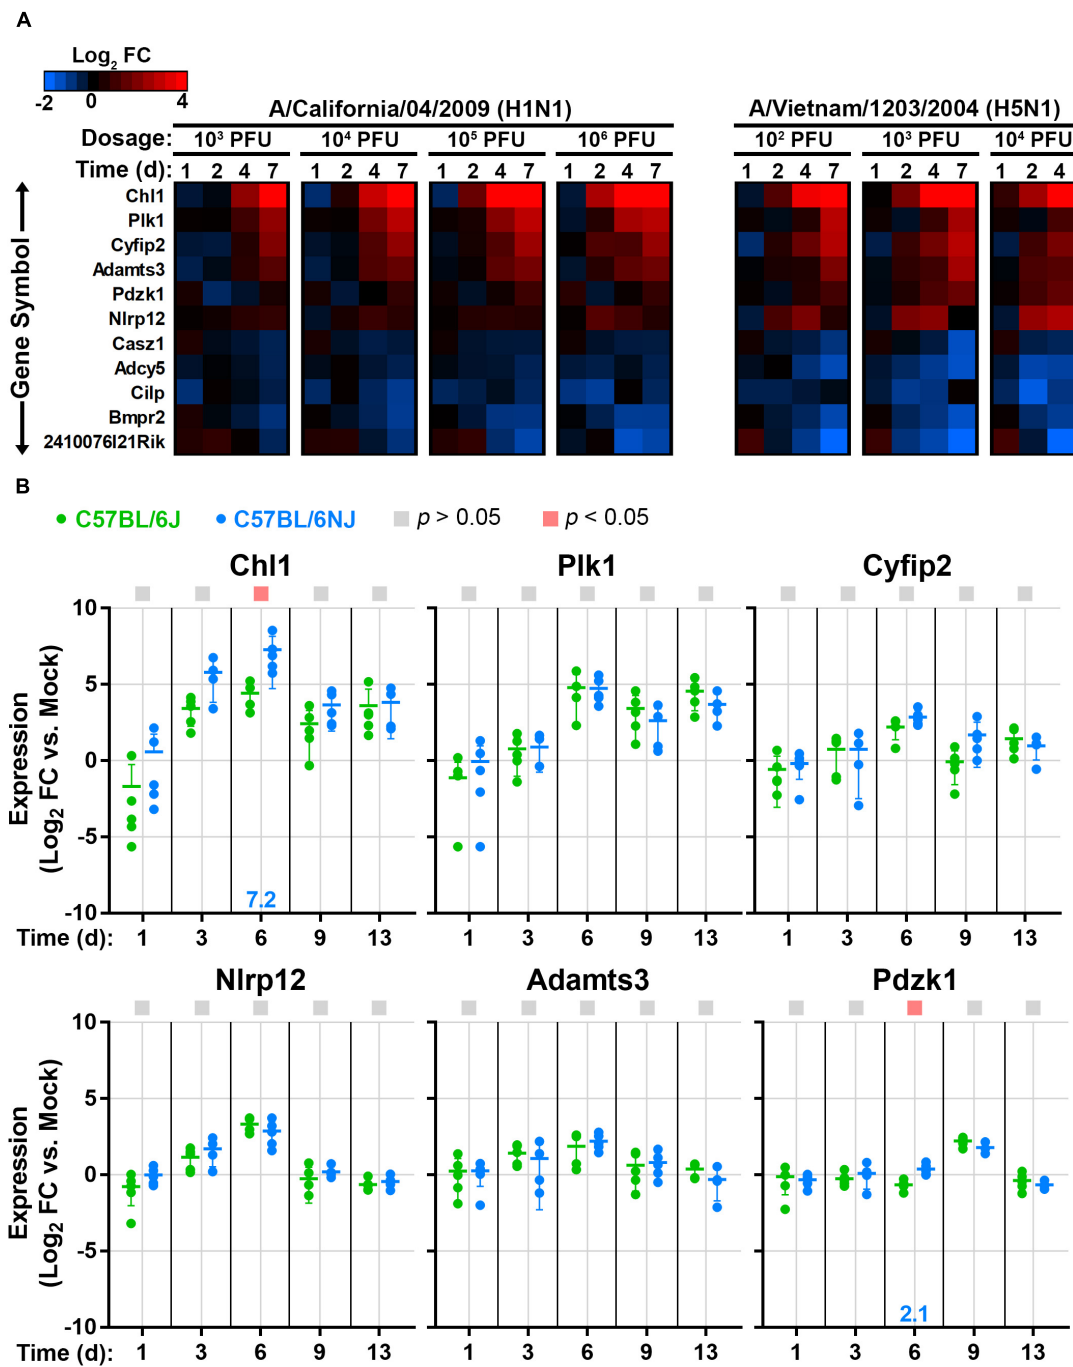 A
Log2 FC
-2 0 4
A/California/04/2009 (H1N1) A/Vietnam/1203/2004 (H5N1)
Dosage: 10³ PFU 10⁴ PFU 10⁵ PFU 10⁶ PFU 10² PFU 10³ PFU 10⁴ PFU
Time (d): 1 2 4 7 1 2 4 7 1 2 4 7 1 2 4 7 1 2 4 7 1 2 4 7 1 2 4
Gene Symbol
Chl1
Plk1
Cyfip2
Adamts3
Pdzk1
Nlrp12
Casz1
Adcy5
Cilp
Bmpr2
2410076I21Rik
B
C57BL/6J C57BL/6NJ p > 0.05 p < 0.05
Chl1 Plk1 Cyfip2
Expression
(Log2 FC vs. Mock)
10
5
0
-5
-10
7.2
Time (d): 1 3 6 9 13 1 3 6 9 13 1 3 6 9 13
Nlrp12 Adamts3 Pdzk1
Expression
(Log2 FC vs. Mock)
10
5
0
-5
-10
2.1
Time (d): 1 3 6 9 13 1 3 6 9 13 1 3 6 9 13